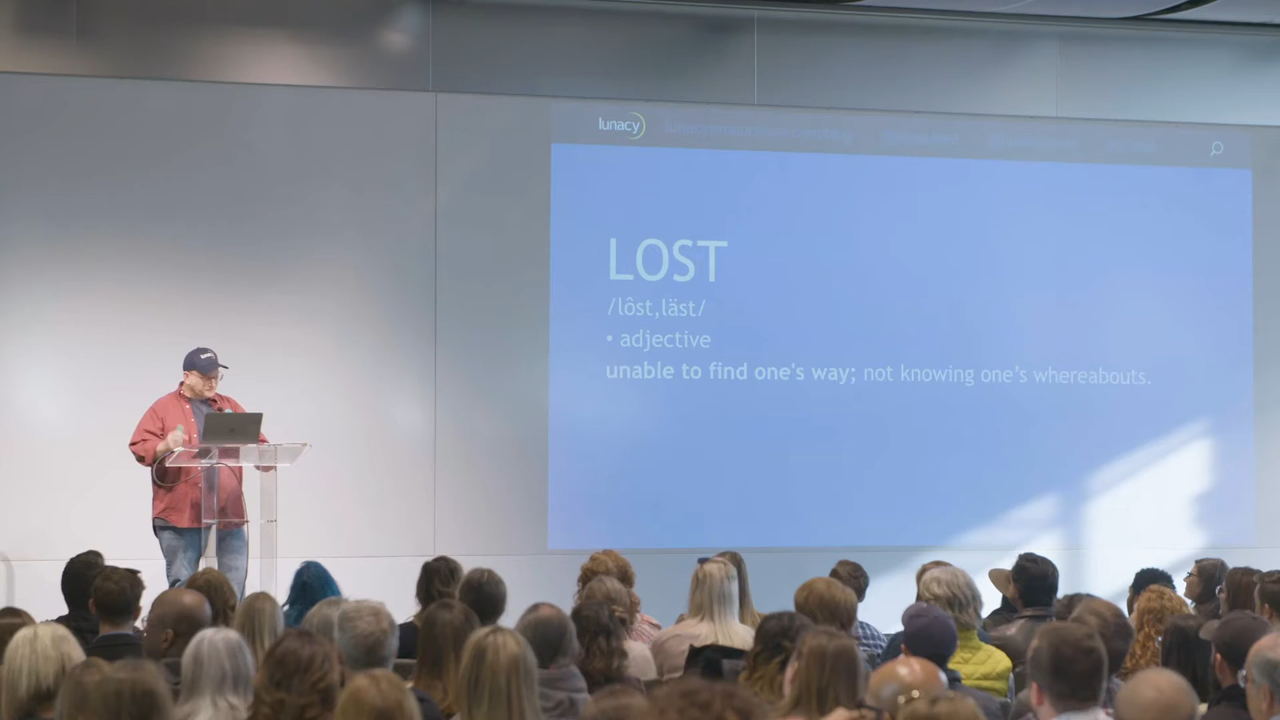 lunacy
LOST
/lôst,läst/
• adjective
unable to find one's way; not knowing one's whereabouts.